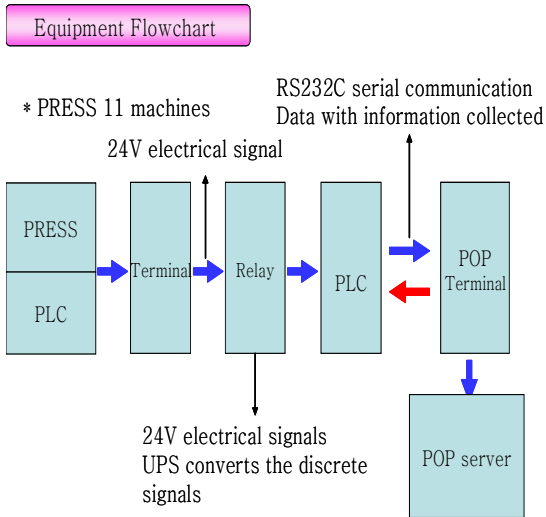 Equipment Flowchart
RS232C serial communication
Data with information collected
* PRESS 11 machines
24V electrical signal
PRESS
PLC
Terminal
Relay
PLC
POP
Terminal
24V electrical signals
UPS converts the discrete
signals
POP server